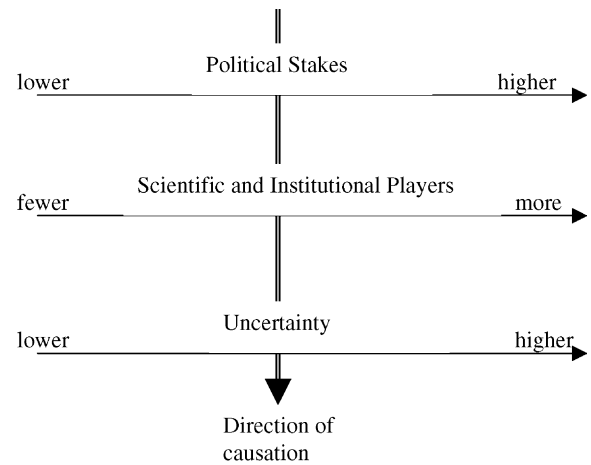 Political Stakes
lower higher
Scientific and Institutional Players
fewer more
Uncertainty
lower higher
Direction of
causation